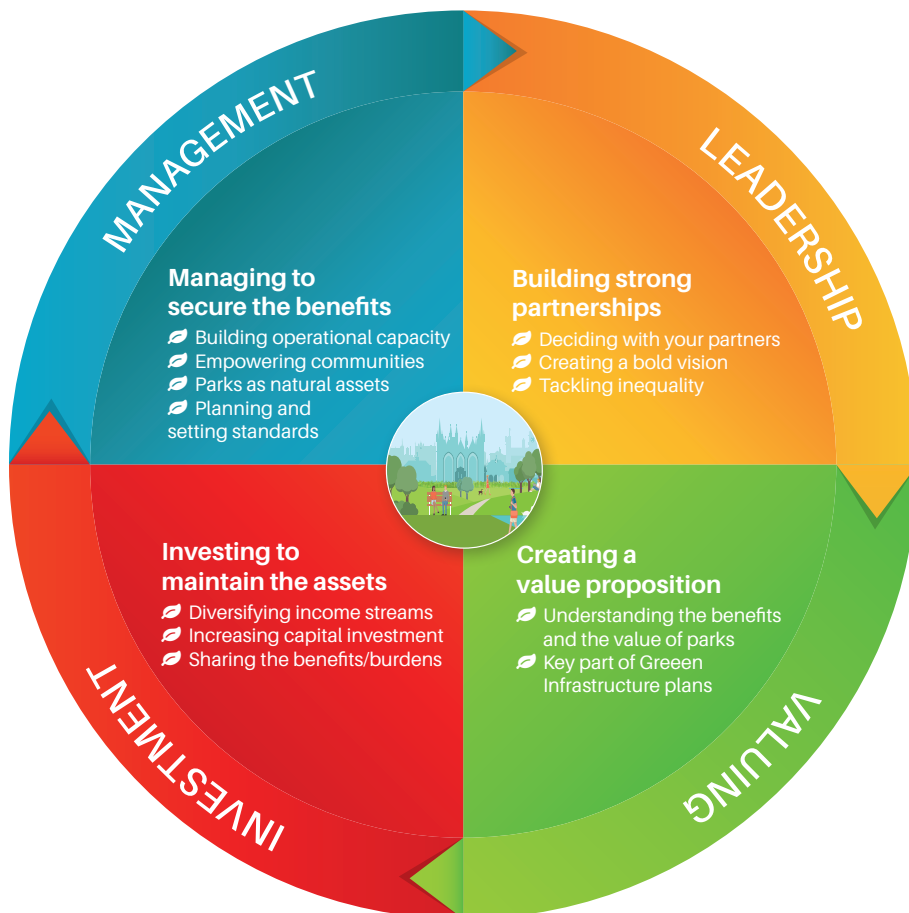 MANAGEMENT
Managing to
secure the benefits
Building operational capacity
Empowering communities
Parks as natural assets
Planning and
setting standards
LEADERSHIP
Building strong
partnerships
Deciding with your partners
Creating a bold vision
Tackling inequality
VALUING
Creating a
value proposition
Understanding the benefits
and the value of parks
Key part of Greeen
Infrastructure plans
INVESTMENT
Investing to
maintain the assets
Diversifying income streams
Increasing capital investment
Sharing the benefits/burdens